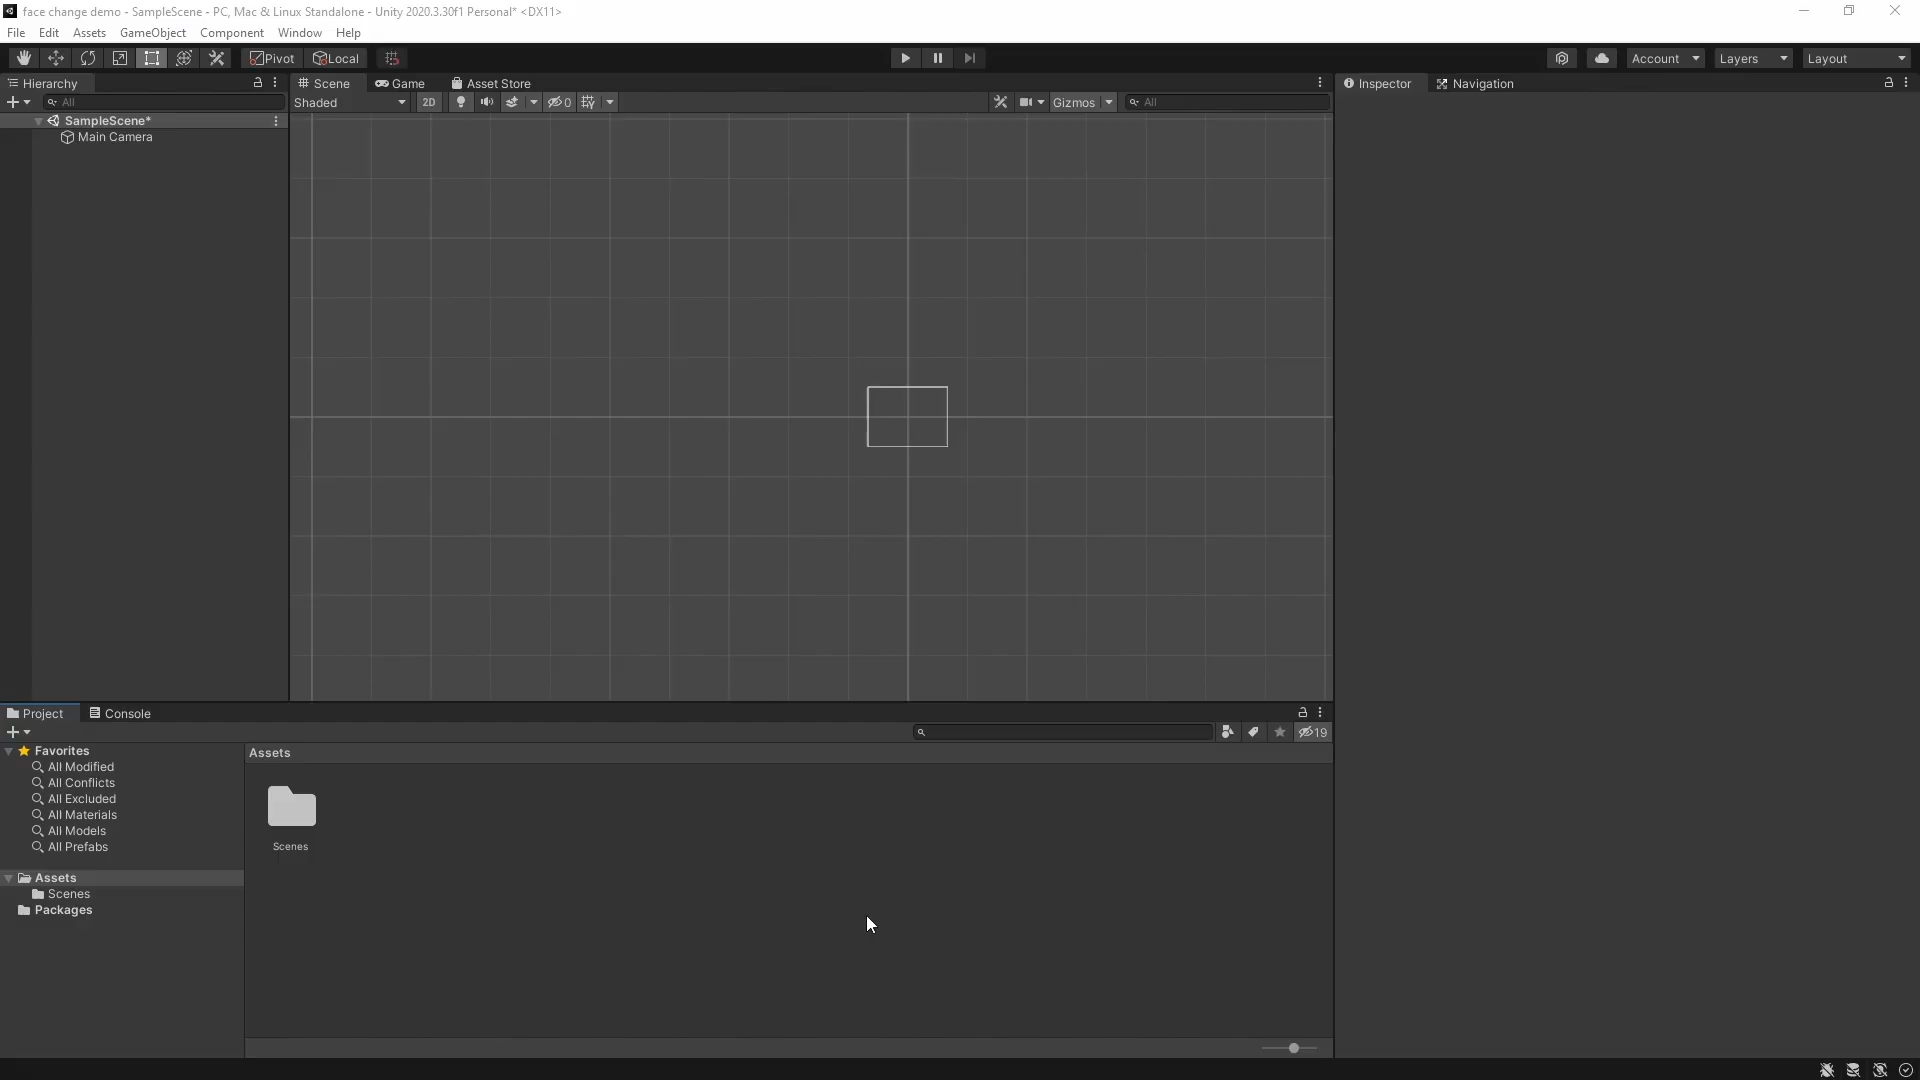 face change demo - SampleScene - PC, Mac & Linux Standalone - Unity 2020.3.30f1 Personal* <DX11>
File Edit Assets GameObject Component Window Help
Pivot Local Account Layers Layout
Hierarchy
All
SampleScene*
Main Camera
Scene Game Asset Store
Shaded 2D 0 Gizmos All
Inspector Navigation
Project Console
19
Favorites
All Modified
All Conflicts
All Excluded
All Materials
All Models
All Prefabs
Assets
Scenes
Packages
Assets
Scenes